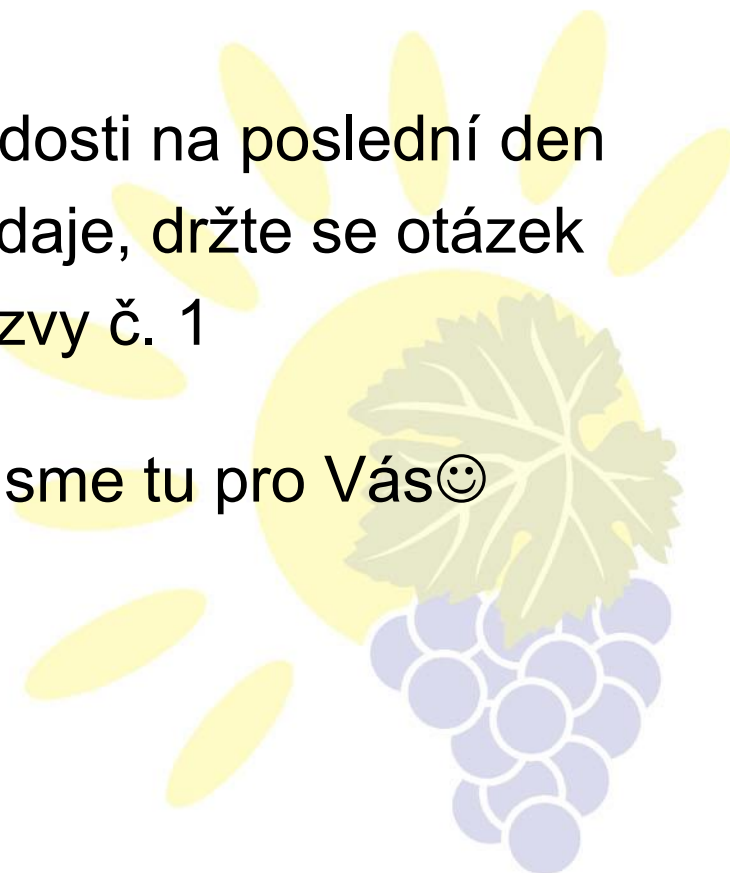 dosti na poslední den
daje, držte se otázek
zvy č. 1
sme tu pro Vás☺